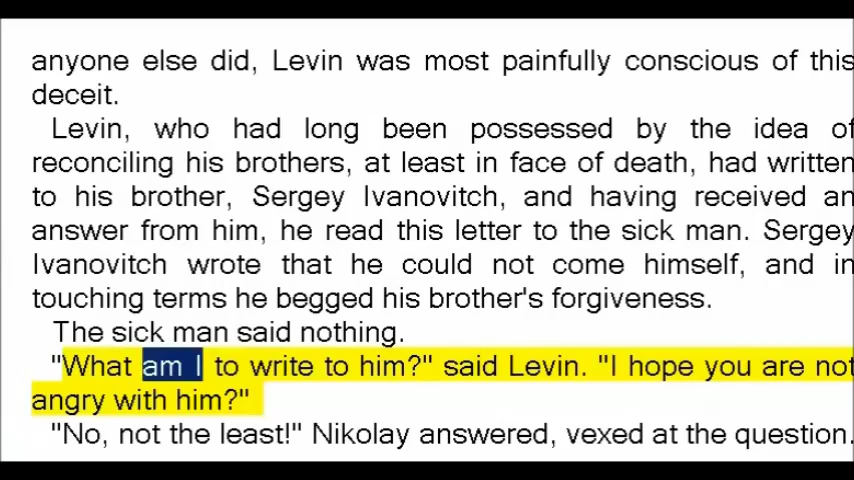 anyone else did, Levin was most painfully conscious of this
deceit.
Levin, who had long been possessed by the idea of
reconciling his brothers, at least in face of death, had written
to his brother, Sergey Ivanovitch, and having received an
answer from him, he read this letter to the sick man. Sergey
Ivanovitch wrote that he could not come himself, and in
touching terms he begged his brother's forgiveness.
The sick man said nothing.
"What am I to write to him?" said Levin. "I hope you are not
angry with him?"
"No, not the least!" Nikolay answered, vexed at the question.